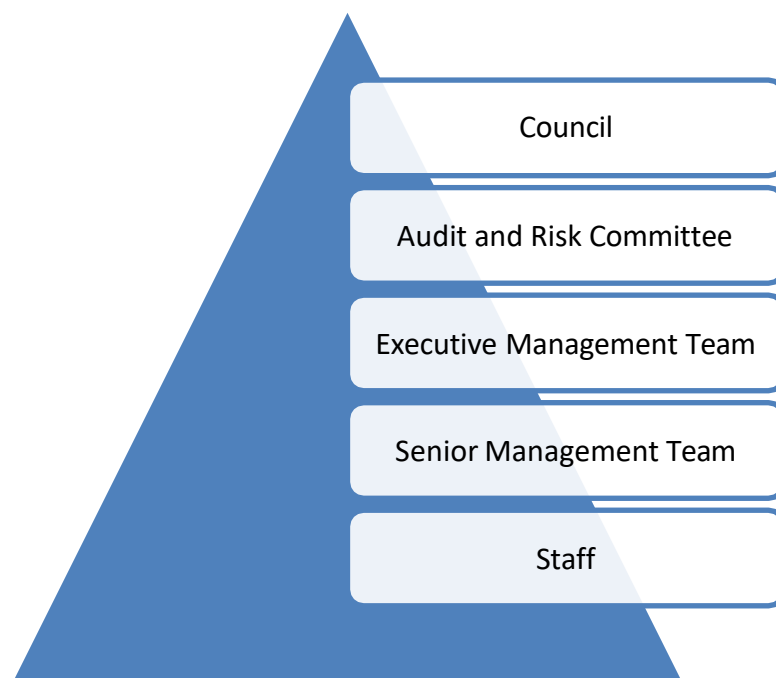 Council
Audit and Risk Committee
Executive Management Team
Senior Management Team
Staff